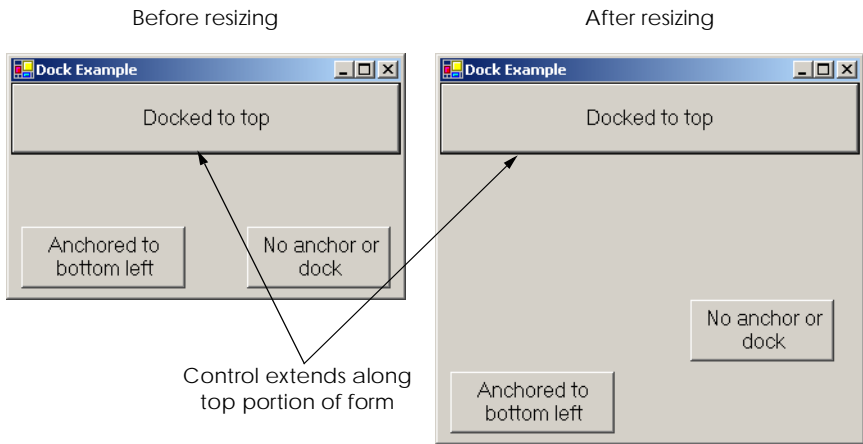 Before resizing
After resizing
Dock Example
Dock Example
Docked to top
Docked to top
Anchored to
bottom left
No anchor or
dock
No anchor or
dock
Control extends along
top portion of form
Anchored to
bottom left